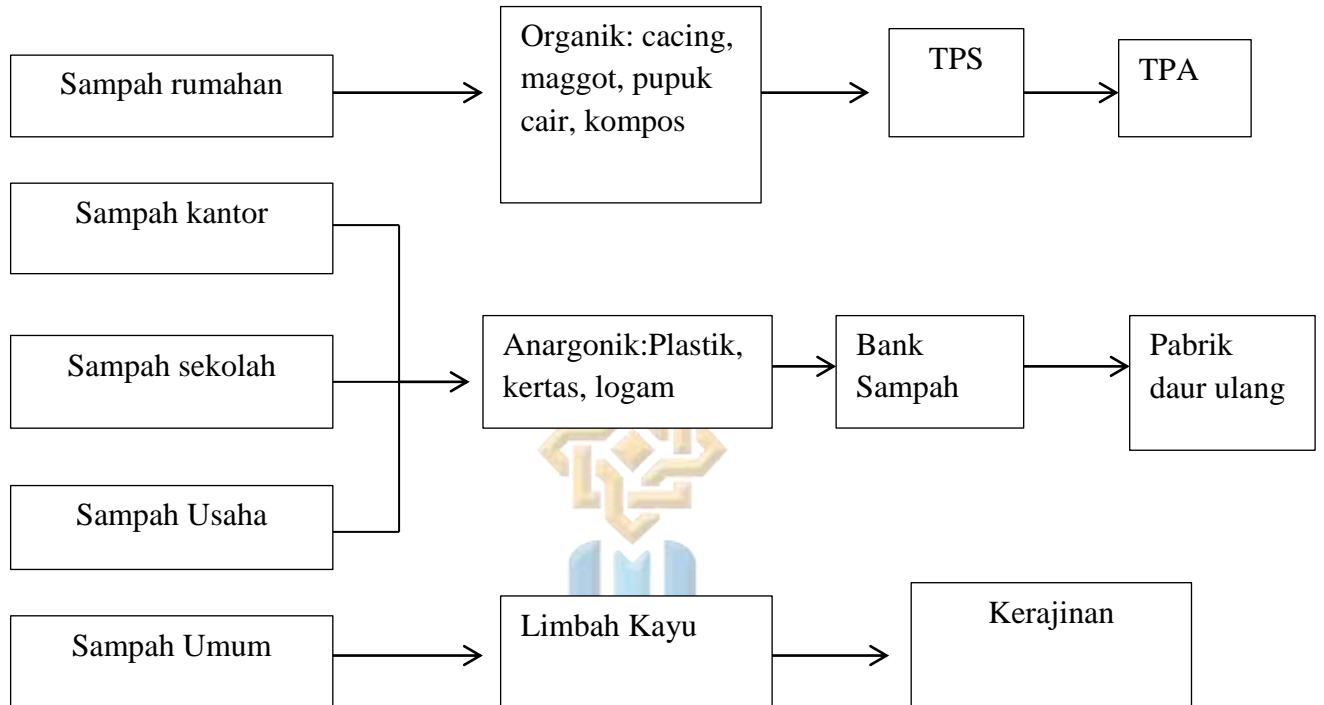 Sampah rumahan
Organik: cacing,
maggot, pupuk
cair, kompos
TPS
TPA
Sampah kantor
Sampah sekolah
Sampah Usaha
Anargonik:Plastik,
kertas, logam
Bank
Sampah
Pabrik
daur ulang
Sampah Umum
Limbah Kayu
Kerajinan